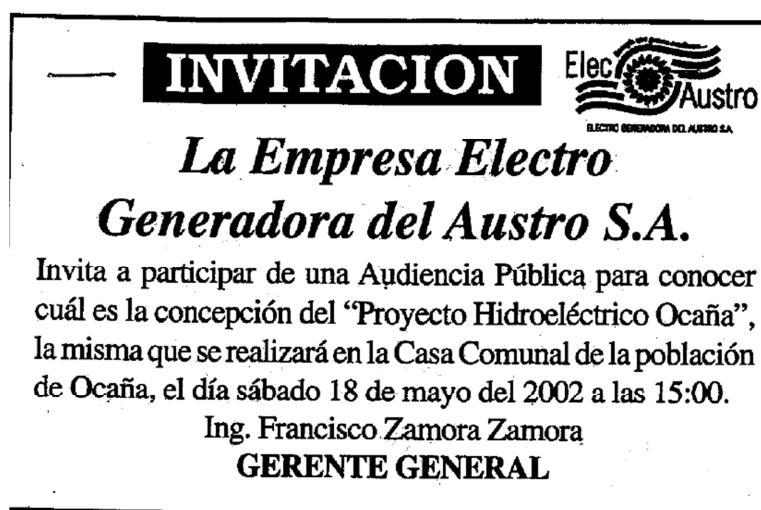 INVITACION
Elec Austro
ELECTRO GENERADORA DEL AUSTRO S.A.
La Empresa Electro
Generadora del Austro S.A.
Invita a participar de una Audiencia Pública para conocer
cuál es la concepción del “Proyecto Hidroeléctrico Ocaña”,
la misma que se realizará en la Casa Comunal de la población
de Ocaña, el día sábado 18 de mayo del 2002 a las 15:00.
Ing. Francisco Zamora Zamora
GERENTE GENERAL